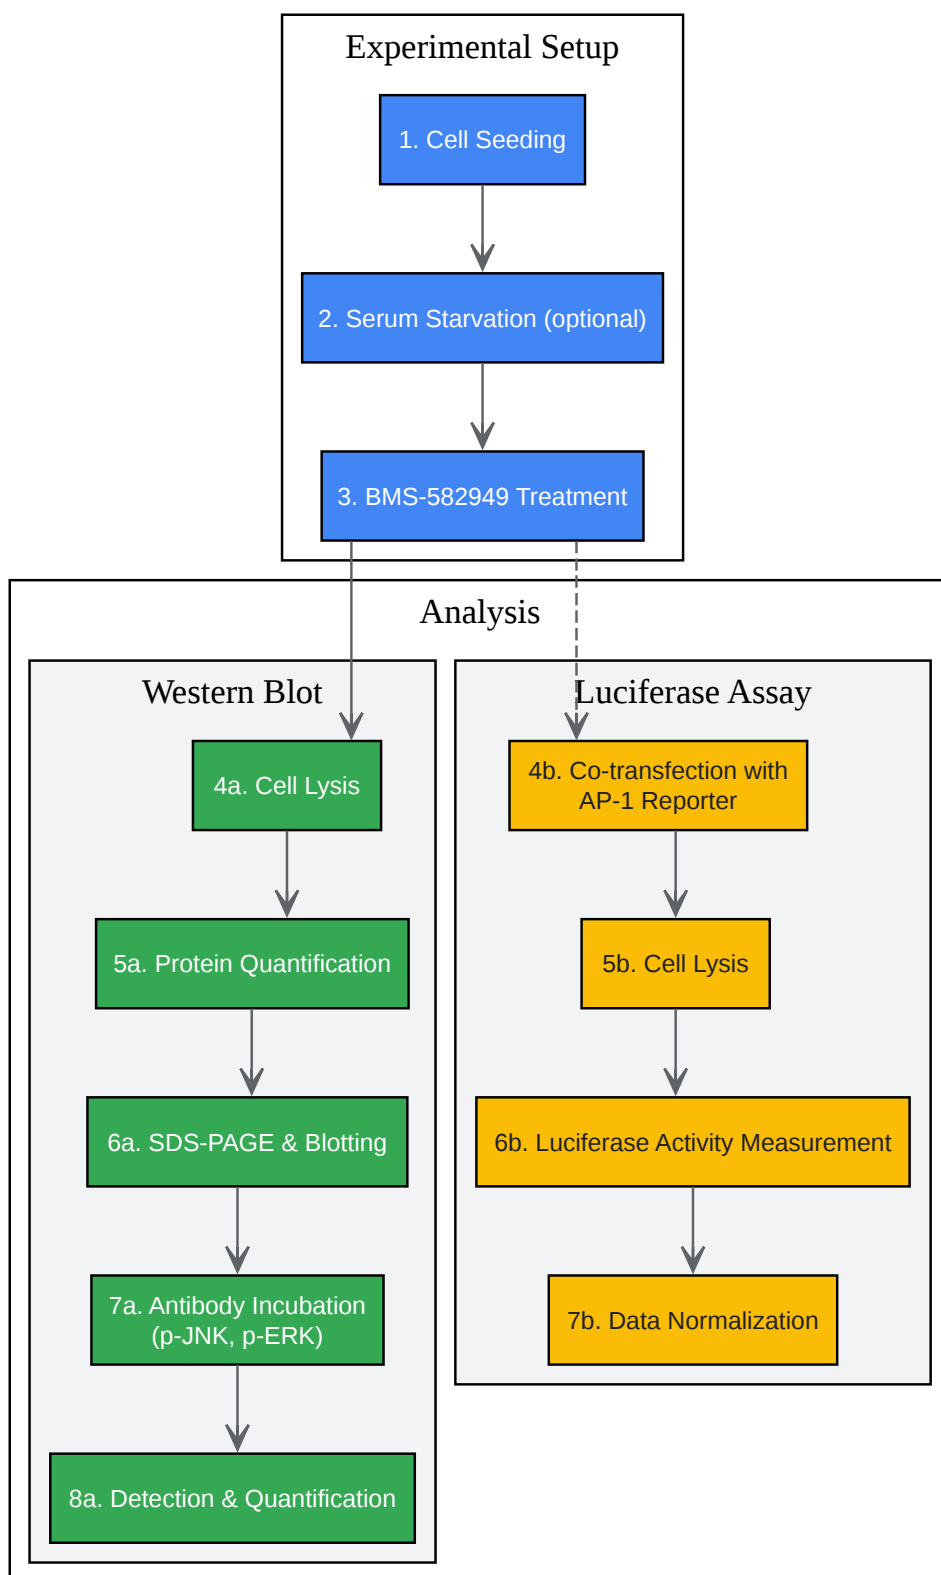 Experimental Setup
1. Cell Seeding
2. Serum Starvation (optional)
3. BMS-582949 Treatment
Analysis
Western Blot
4a. Cell Lysis
5a. Protein Quantification
6a. SDS-PAGE & Blotting
7a. Antibody Incubation
(p-JNK, p-ERK)
8a. Detection & Quantification
Luciferase Assay
4b. Co-transfection with
AP-1 Reporter
5b. Cell Lysis
6b. Luciferase Activity Measurement
7b. Data Normalization